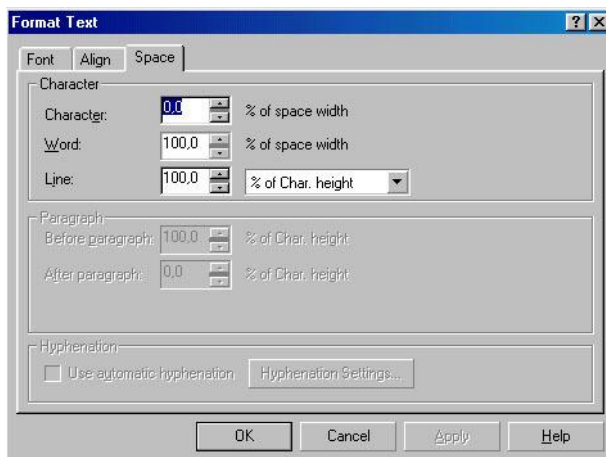 Format Text
Font Align Space
Character
Character: 0,0 % of space width
Word: 100,0 % of space width
Line: 100,0 % of Char. height
Paragraph
Before paragraph: 100,0 % of Char. height
After paragraph: 0,0 % of Char. height
Hyphenation
Use automatic hyphenation Hyphenation Settings...
OK Cancel Apply Help